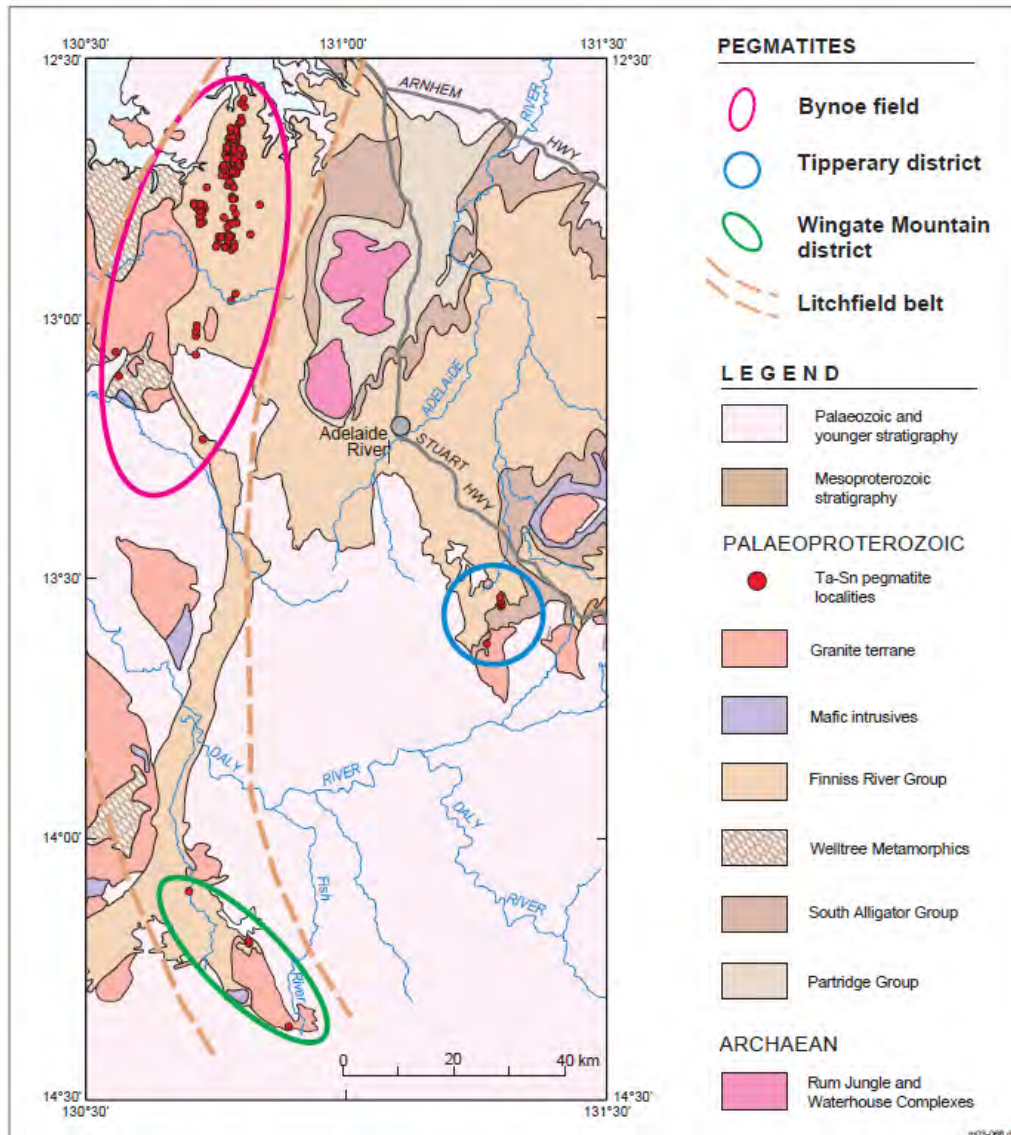 130°30'
131°00'
131°30'
12°30'
12°30'
ARNHEM
HWY
RIVER
13°00'
ADELAIDE
Adelaide
River
STUART
HWY
13°30'
13°30'
DALY
RIVER
DALY
RIVER
14°00'
14°00'
Fish
River
0 20 40 km
14°30'
14°30'
130°30'
131°00'
131°30'
PEGMATITES
Bynoe field
Tipperary district
Wingate Mountain
district
Litchfield belt
LEGEND
Palaeozoic and
younger stratigraphy
Mesoproterozoic
stratigraphy
PALAEOPROTEROZOIC
Ta-Sn pegmatite
localities
Granite terrane
Mafic intrusives
Finniss River Group
Welltree Metamorphics
South Alligator Group
Partridge Group
ARCHAEAN
Rum Jungle and
Waterhouse Complexes